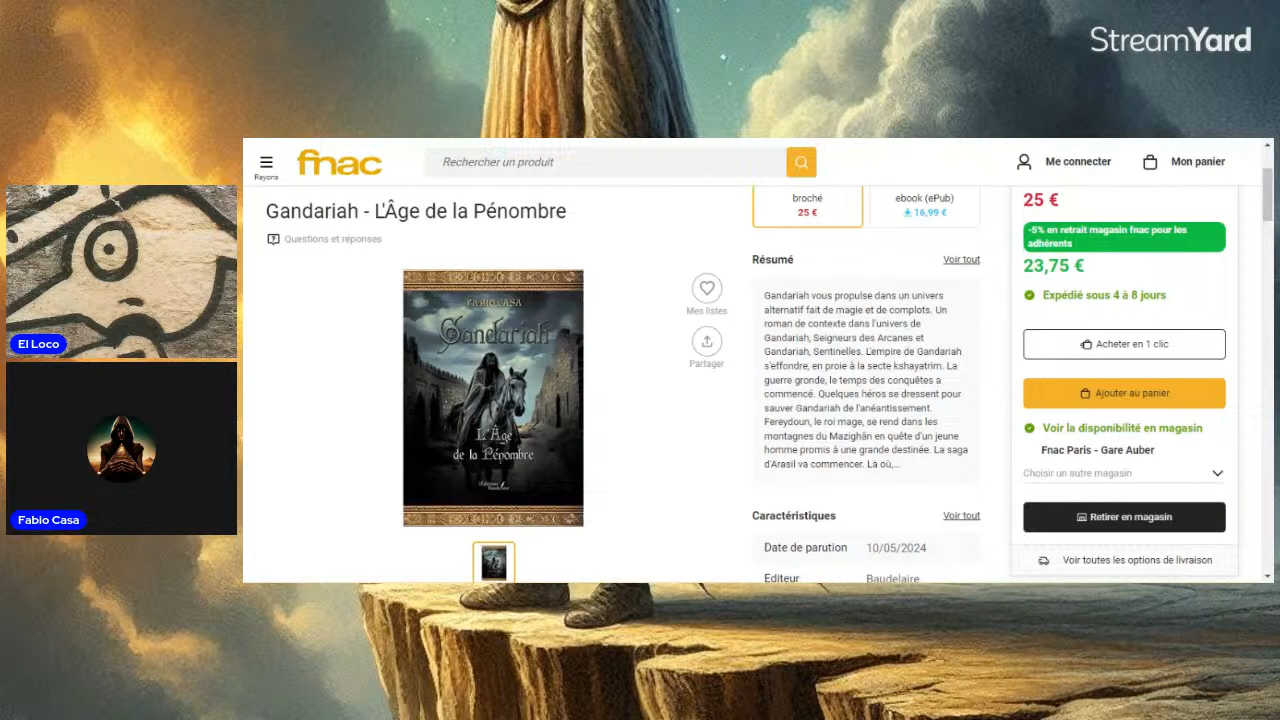 StreamYard
El Loco
Fabio Casa
Rayons
fnac
Rechercher un produit
Me connecter
Mon panier
Gandariah - L'Âge de la Pénombre
Questions et réponses
FABIO CASA
Gandariah
L'Âge
de la Pénombre
Mes listes
Partager
broché
25 €
ebook (ePub)
16,99 €
Résumé
Voir tout
Gandariah vous propulse dans un univers
alternatif fait de magie et de complots. Un
roman de contexte dans l'univers de
Gandariah, Seigneurs des Arcanes et
Gandariah, Sentinelles. L'empire de Gandariah
s'effondre, en proie à la secte kshayatrim. La
guerre gronde, le temps des conquêtes a
commencé. Quelques héros se dressent pour
sauver Gandariah de l'anéantissement.
Fereydoun, le roi mage, se rend dans les
montagnes du Mazighân en quête d'un jeune
homme promis à une grande destinée. La saga
d'Arasil va commencer. Là où,...
Caractéristiques
Voir tout
Date de parution
10/05/2024
Editeur
Baudelaire
25 €
-5% en retrait magasin fnac pour les
adhérents
23,75 €
Expédié sous 4 à 8 jours
Acheter en 1 clic
Ajouter au panier
Voir la disponibilité en magasin
Fnac Paris - Gare Auber
Choisir un autre magasin
Retirer en magasin
Voir toutes les options de livraison